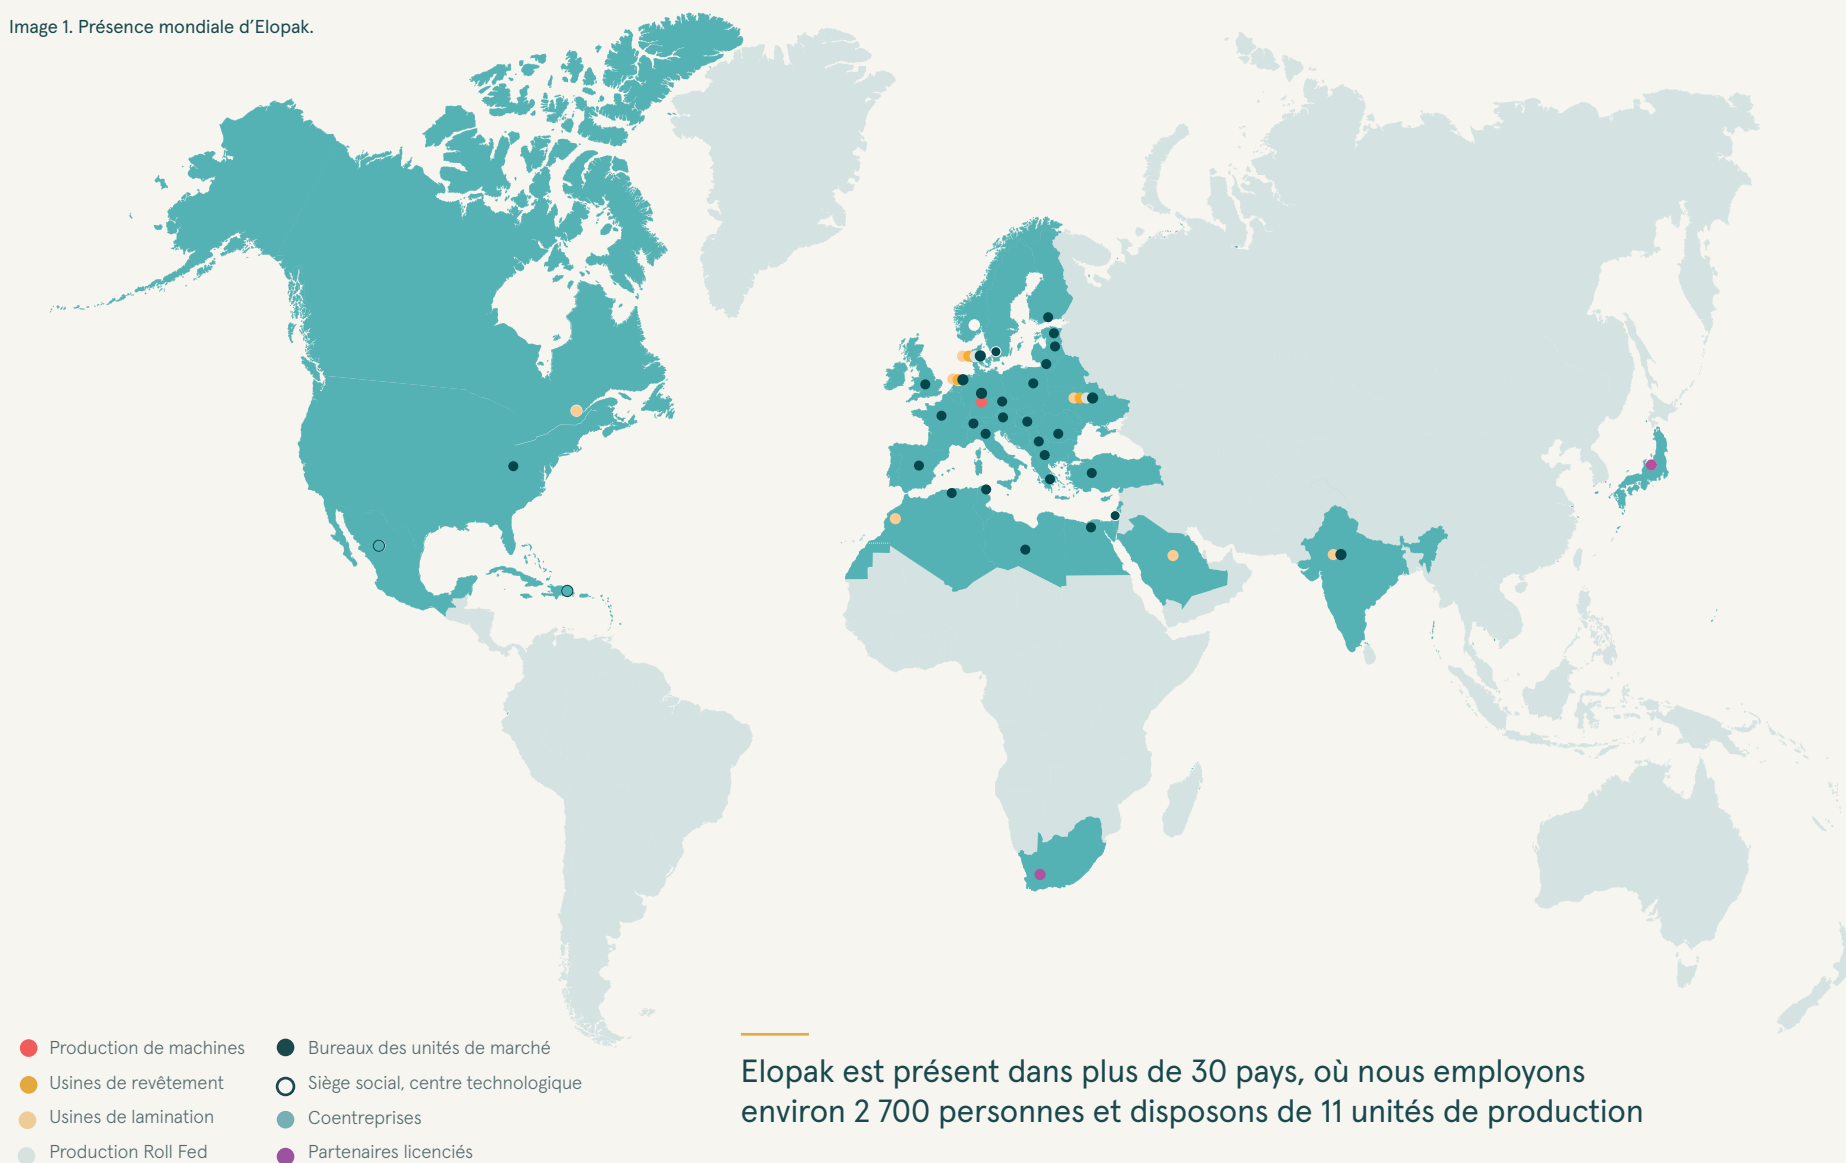 Image 1. Présence mondiale d’Elopak.
Production de machines
Usines de revêtement
Usines de lamination
Production Roll Fed
Bureaux des unités de marché
Siège social, centre technologique
Coentreprises
Partenaires licenciés
Elopak est présent dans plus de 30 pays, où nous employons
environ 2 700 personnes et disposons de 11 unités de production